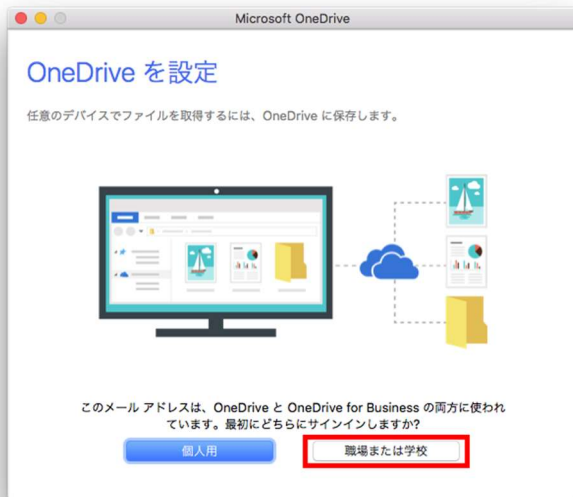 Microsoft OneDrive
OneDrive を設定
任意のデバイスでファイルを取得するには、OneDrive に保存します。
このメール アドレスは、OneDrive と OneDrive for Business の両方に使われ
ています。最初にどちらにサインインしますか?
個人用
職場または学校